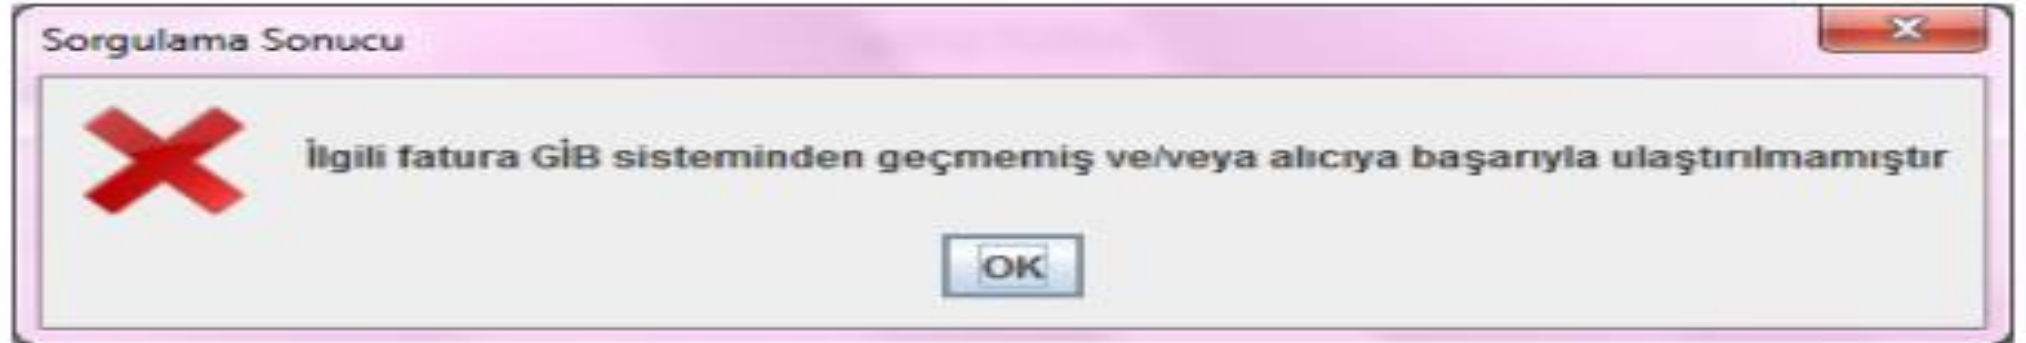 Sorgulama Sonucu
İlgili fatura GİB sisteminden geçmemiş ve/veya alıcıya başarıyla ulaştırılmamıştır
OK